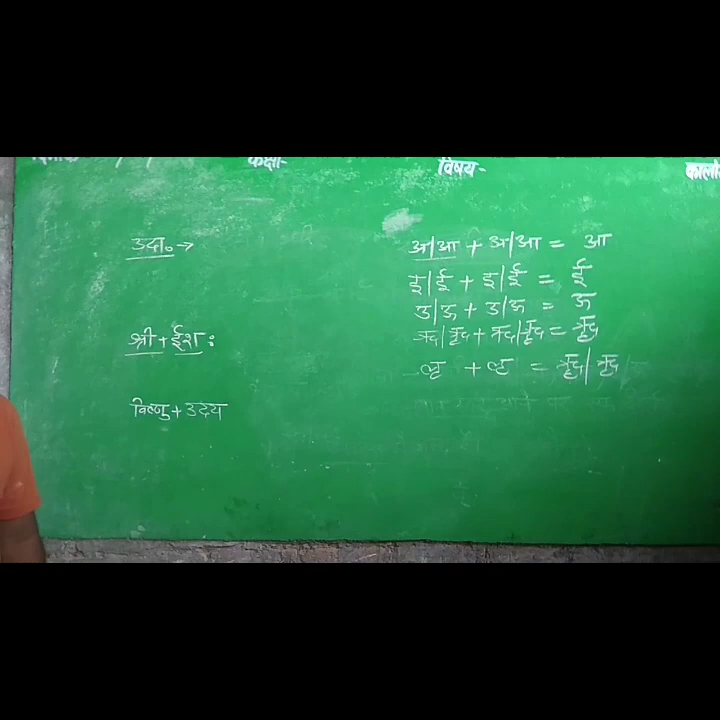 दिनांक / / कक्षा- विषय- कालां
उदा०→
श्री+ईशः
विष्णु+उदय
अ/आ + अ/आ = आ
इ/ई + इ/ई = ई
उ/ऊ + उ/ऊ = ऊ
ऋ/ॠ + ऋ/ॠ = ॠ
ऌ + ऌ = ॠ/ॠ